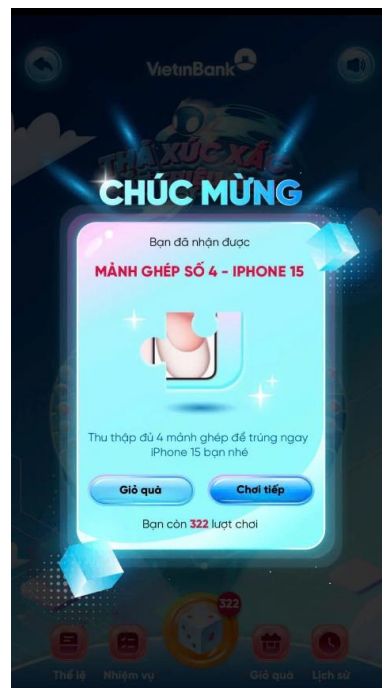 VietinBank
THẢ XÚC XẮC
CHÚC MỪNG
Bạn đã nhận được
MẢNH GHÉP SỐ 4 - IPHONE 15
Thu thập đủ 4 mảnh ghép để trúng ngay
iPhone 15 bạn nhé
Giỏ quà
Chơi tiếp
Bạn còn 322 lượt chơi
322
Thể lệ
Nhiệm vụ
Giỏ quà
Lịch sử